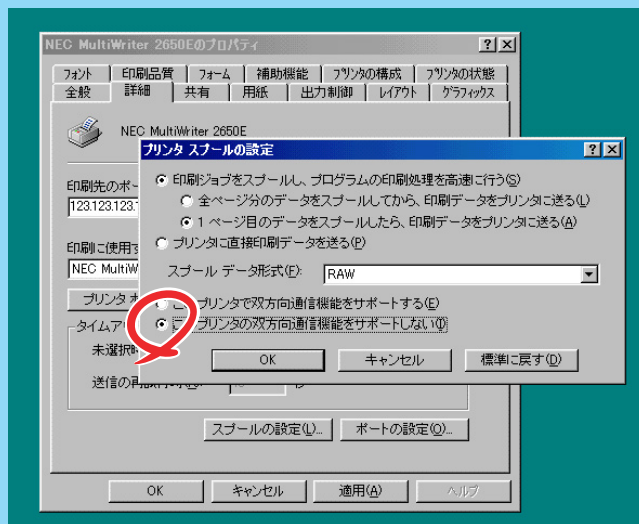 NEC MultiWriter 2650Eのプロパティ
フォント 印刷品質 フォーム 補助機能 プリンタの構成 プリンタの状態
全般 詳細 共有 用紙 出力制御 レイアウト グラフィックス
NEC MultiWriter 2650E
プリンタ スプールの設定
印刷先のポー
123.123.123.1
印刷ジョブをスプールし、プログラムの印刷処理を高速に行う(S)
全ページ分のデータをスプールしてから、印刷データをプリンタに送る(L)
1 ページ目のデータをスプールしたら、印刷データをプリンタに送る(A)
プリンタに直接印刷データを送る(P)
印刷に使用す
NEC MultiW
スプール データ形式(F): RAW
プリンタ ポ
このプリンタで双方向通信機能をサポートする(E)
このプリンタの双方向通信機能をサポートしない(I)
タイムア
未選択時
OK キャンセル 標準に戻す(D)
送信の再
スプールの設定(L)... ポートの設定(O)...
OK キャンセル 適用(A) ヘルプ